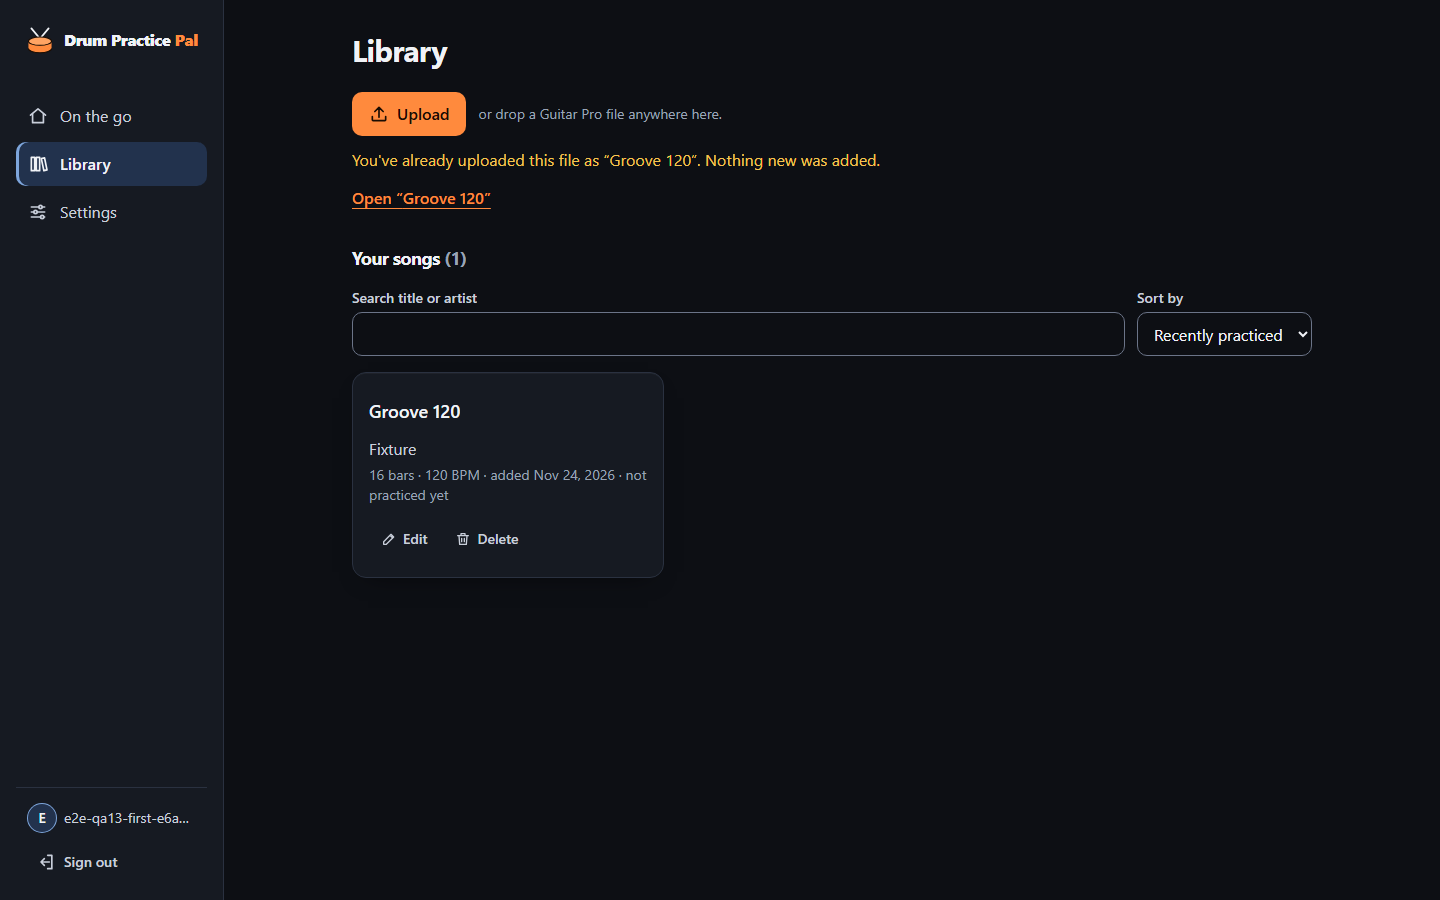 Drum Practice Pal
On the go
Library
Settings
e2e-qa13-first-e6a...
E
Sign out
Library
Upload
or drop a Guitar Pro file anywhere here.
You've already uploaded this file as “Groove 120”. Nothing new was added.
Open “Groove 120”
Your songs (1)
Search title or artist
Sort by
Recently practiced
Groove 120
Fixture
16 bars · 120 BPM · added Nov 24, 2026 · not
practiced yet
Edit
Delete